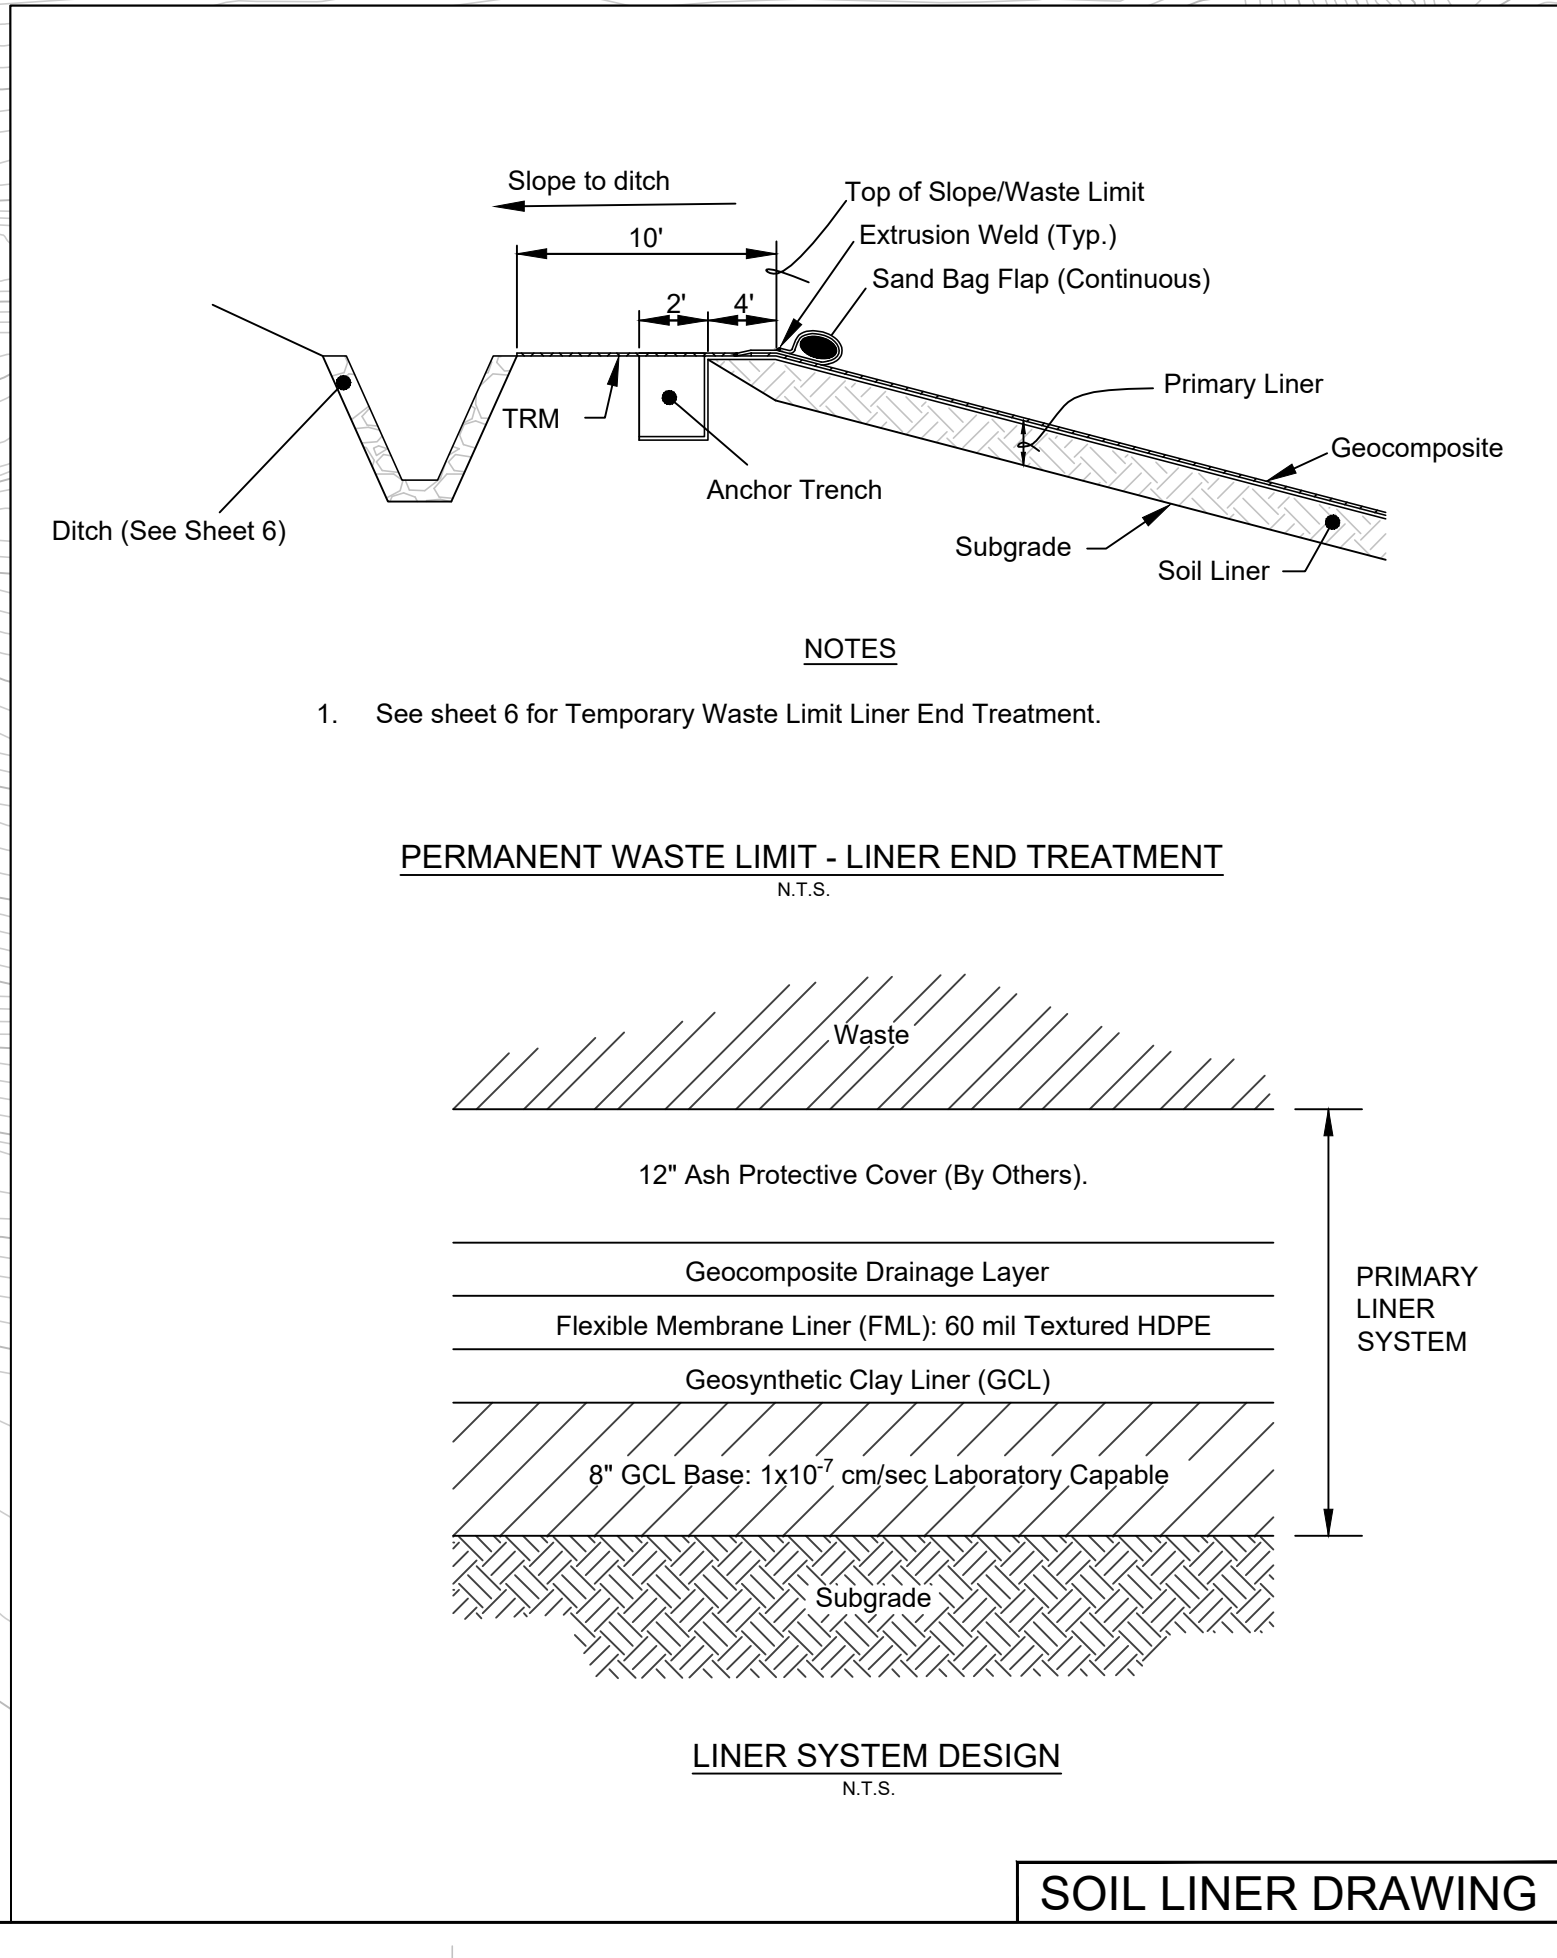 Slope to ditch
Top of Slope/Waste Limit
10'
Extrusion Weld (Typ.)
Sand Bag Flap (Continuous)
2'
4'
Primary Liner
TRM
Geocomposite
Anchor Trench
Ditch (See Sheet 6)
Subgrade
Soil Liner
NOTES
1. See sheet 6 for Temporary Waste Limit Liner End Treatment.
PERMANENT WASTE LIMIT - LINER END TREATMENT
N.T.S.
Waste
12" Ash Protective Cover (By Others).
Geocomposite Drainage Layer
Flexible Membrane Liner (FML): 60 mil Textured HDPE
Geosynthetic Clay Liner (GCL)
8" GCL Base: 1x10⁻⁷ cm/sec Laboratory Capable
PRIMARY
LINER
SYSTEM
Subgrade
LINER SYSTEM DESIGN
N.T.S.
SOIL LINER DRAWING